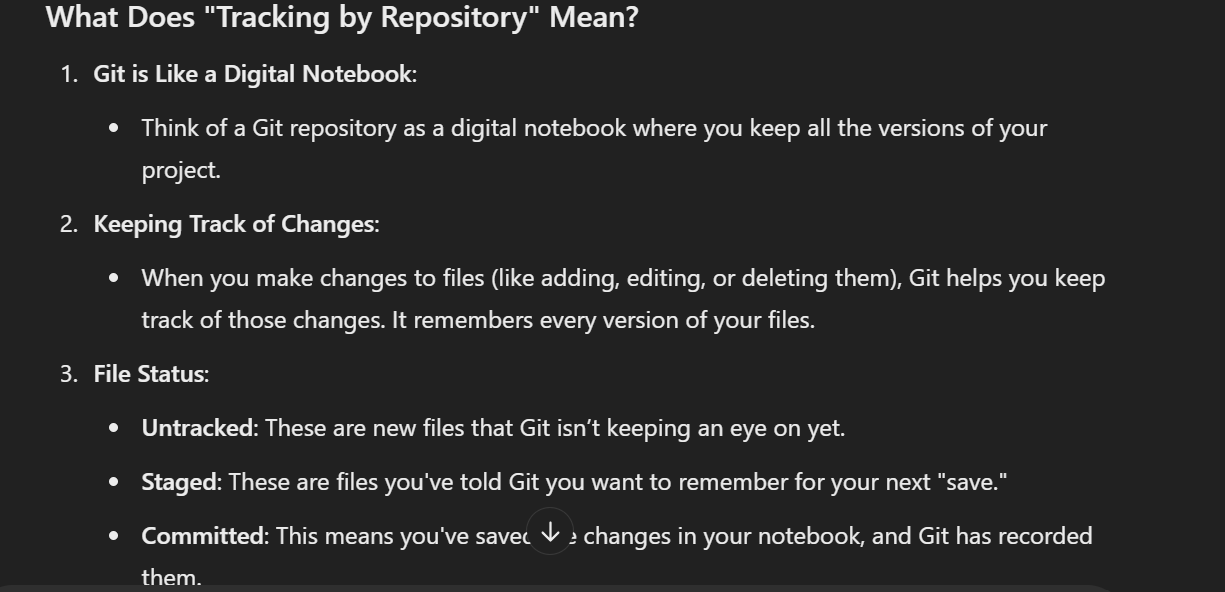 What Does "Tracking by Repository" Mean?
1. Git is Like a Digital Notebook:
• Think of a Git repository as a digital notebook where you keep all the versions of your
project.
2. Keeping Track of Changes:
• When you make changes to files (like adding, editing, or deleting them), Git helps you keep
track of those changes. It remembers every version of your files.
3. File Status:
• Untracked: These are new files that Git isn’t keeping an eye on yet.
• Staged: These are files you've told Git you want to remember for your next "save."
• Committed: This means you've changes in your notebook, and Git has recorded
them.